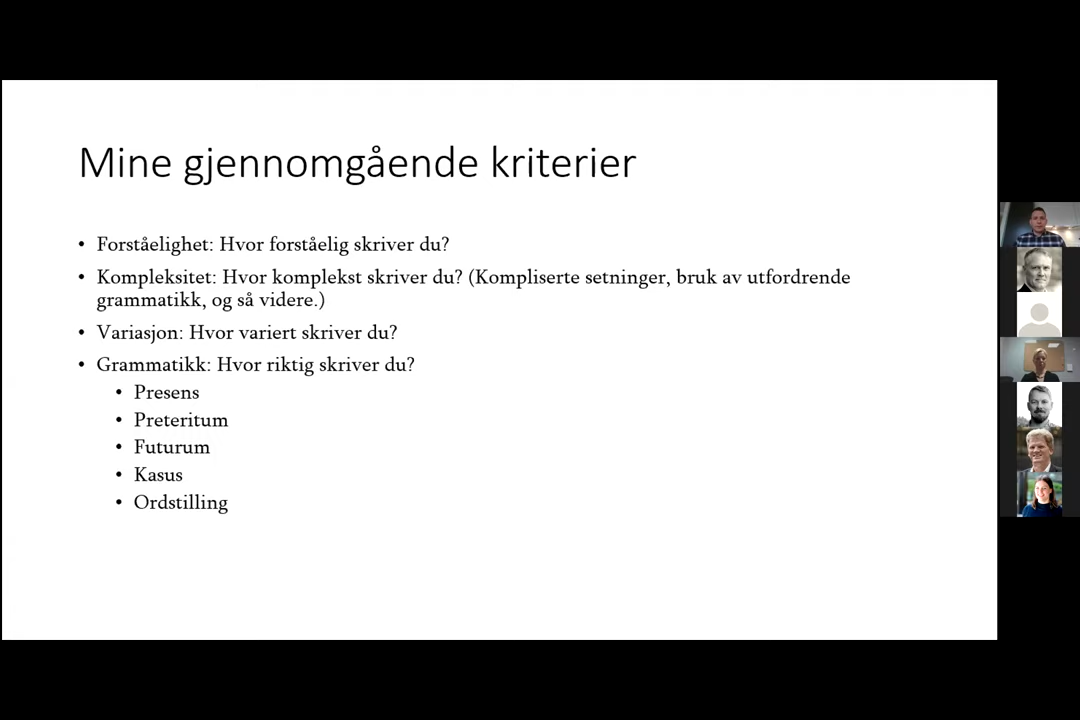 Mine gjennomgående kriterier
• Forståelighet: Hvor forståelig skriver du?
• Kompleksitet: Hvor komplekst skriver du? (Kompliserte setninger, bruk av utfordrende
grammatikk, og så videre.)
• Variasjon: Hvor variert skriver du?
• Grammatikk: Hvor riktig skriver du?
• Presens
• Preteritum
• Futurum
• Kasus
• Ordstilling